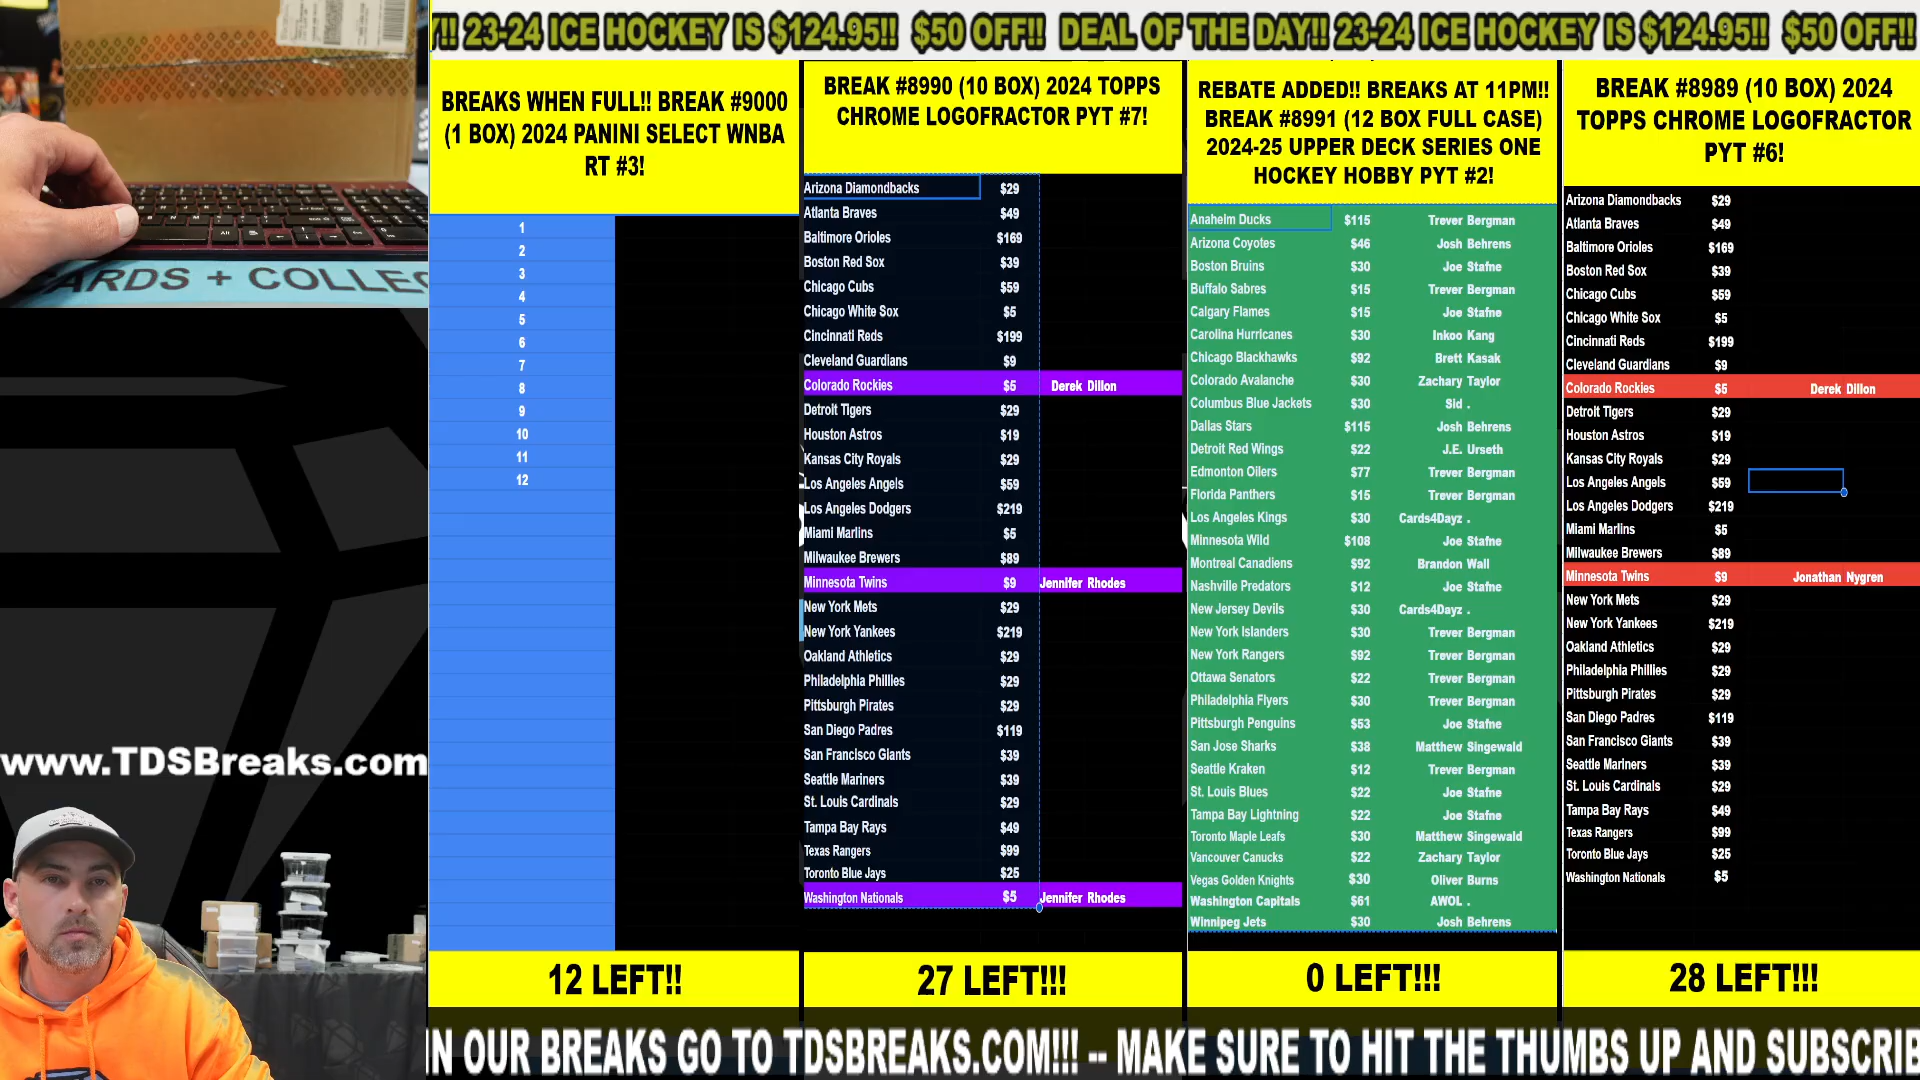 Y!! 23-24 ICE HOCKEY IS $124.95!! $50 OFF!! DEAL OF THE DAY!! 23-24 ICE HOCKEY IS $124.95!! $50 OFF!!
CARDS + COLLEC
www.TDSBreaks.com
BREAKS WHEN FULL!! BREAK #9000
(1 BOX) 2024 PANINI SELECT WNBA
RT #3!
1
2
3
4
5
6
7
8
9
10
11
12
12 LEFT!!
BREAK #8990 (10 BOX) 2024 TOPPS
CHROME LOGOFRACTOR PYT #7!
Arizona Diamondbacks $29
Atlanta Braves $49
Baltimore Orioles $169
Boston Red Sox $39
Chicago Cubs $59
Chicago White Sox $5
Cincinnati Reds $199
Cleveland Guardians $9
Colorado Rockies $5 Derek Dillon
Detroit Tigers $29
Houston Astros $19
Kansas City Royals $29
Los Angeles Angels $59
Los Angeles Dodgers $219
Miami Marlins $5
Milwaukee Brewers $89
Minnesota Twins $9 Jennifer Rhodes
New York Mets $29
New York Yankees $219
Oakland Athletics $29
Philadelphia Phillies $29
Pittsburgh Pirates $29
San Diego Padres $119
San Francisco Giants $39
Seattle Mariners $39
St. Louis Cardinals $29
Tampa Bay Rays $49
Texas Rangers $99
Toronto Blue Jays $25
Washington Nationals $5 Jennifer Rhodes
27 LEFT!!!
REBATE ADDED!! BREAKS AT 11PM!!
BREAK #8991 (12 BOX FULL CASE)
2024-25 UPPER DECK SERIES ONE
HOCKEY HOBBY PYT #2!
Anaheim Ducks $115 Trever Bergman
Arizona Coyotes $46 Josh Behrens
Boston Bruins $30 Joe Stafne
Buffalo Sabres $15 Trever Bergman
Calgary Flames $15 Joe Stafne
Carolina Hurricanes $30 Inkoo Kang
Chicago Blackhawks $92 Brett Kasak
Colorado Avalanche $30 Zachary Taylor
Columbus Blue Jackets $30 Sid .
Dallas Stars $115 Josh Behrens
Detroit Red Wings $22 J.E. Urseth
Edmonton Oilers $77 Trever Bergman
Florida Panthers $15 Trever Bergman
Los Angeles Kings $30 Cards4Dayz .
Minnesota Wild $108 Joe Stafne
Montreal Canadiens $92 Brandon Wall
Nashville Predators $12 Joe Stafne
New Jersey Devils $30 Cards4Dayz .
New York Islanders $30 Trever Bergman
New York Rangers $92 Trever Bergman
Ottawa Senators $22 Trever Bergman
Philadelphia Flyers $30 Trever Bergman
Pittsburgh Penguins $53 Joe Stafne
San Jose Sharks $38 Matthew Singewald
Seattle Kraken $12 Trever Bergman
St. Louis Blues $22 Joe Stafne
Tampa Bay Lightning $22 Joe Stafne
Toronto Maple Leafs $30 Matthew Singewald
Vancouver Canucks $22 Zachary Taylor
Vegas Golden Knights $30 Oliver Burns
Washington Capitals $61 AWOL .
Winnipeg Jets $30 Josh Behrens
0 LEFT!!!
BREAK #8989 (10 BOX) 2024
TOPPS CHROME LOGOFRACTOR
PYT #6!
Arizona Diamondbacks $29
Atlanta Braves $49
Baltimore Orioles $169
Boston Red Sox $39
Chicago Cubs $59
Chicago White Sox $5
Cincinnati Reds $199
Cleveland Guardians $9
Colorado Rockies $5 Derek Dillon
Detroit Tigers $29
Houston Astros $19
Kansas City Royals $29
Los Angeles Angels $59
Los Angeles Dodgers $219
Miami Marlins $5
Milwaukee Brewers $89
Minnesota Twins $9 Jonathan Nygren
New York Mets $29
New York Yankees $219
Oakland Athletics $29
Philadelphia Phillies $29
Pittsburgh Pirates $29
San Diego Padres $119
San Francisco Giants $39
Seattle Mariners $39
St. Louis Cardinals $29
Tampa Bay Rays $49
Texas Rangers $99
Toronto Blue Jays $25
Washington Nationals $5
28 LEFT!!!
IN OUR BREAKS GO TO TDSBREAKS.COM!!! -- MAKE SURE TO HIT THE THUMBS UP AND SUBSCRIB